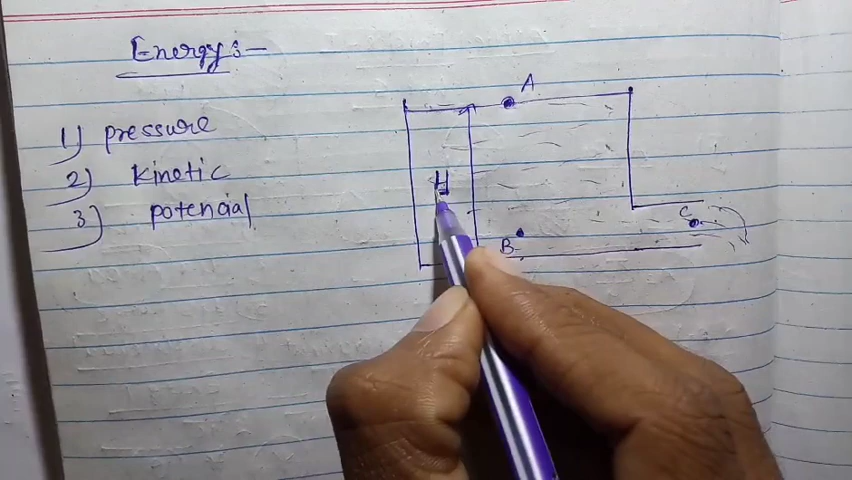 Energy :-
1) pressure
2) kinetic
3) potencial
A
H
C
B